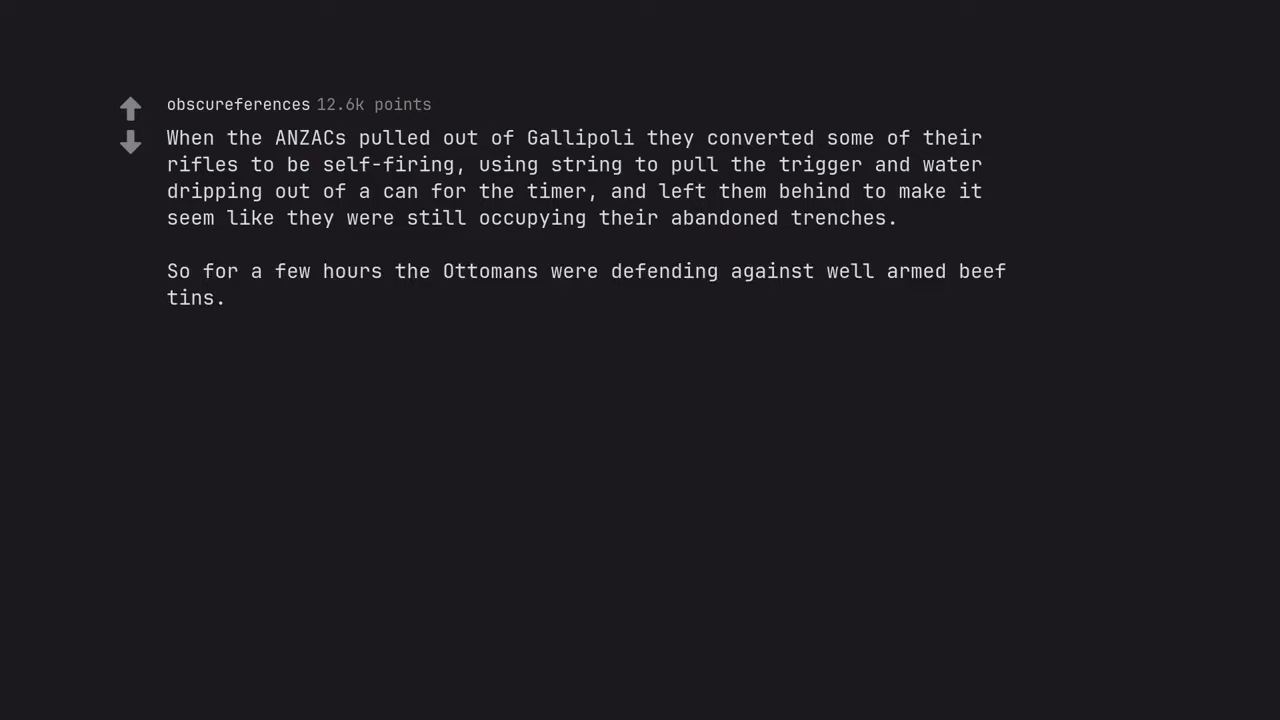 obscureferences 12.6k points
When the ANZACs pulled out of Gallipoli they converted some of their
rifles to be self-firing, using string to pull the trigger and water
dripping out of a can for the timer, and left them behind to make it
seem like they were still occupying their abandoned trenches.
So for a few hours the Ottomans were defending against well armed beef
tins.